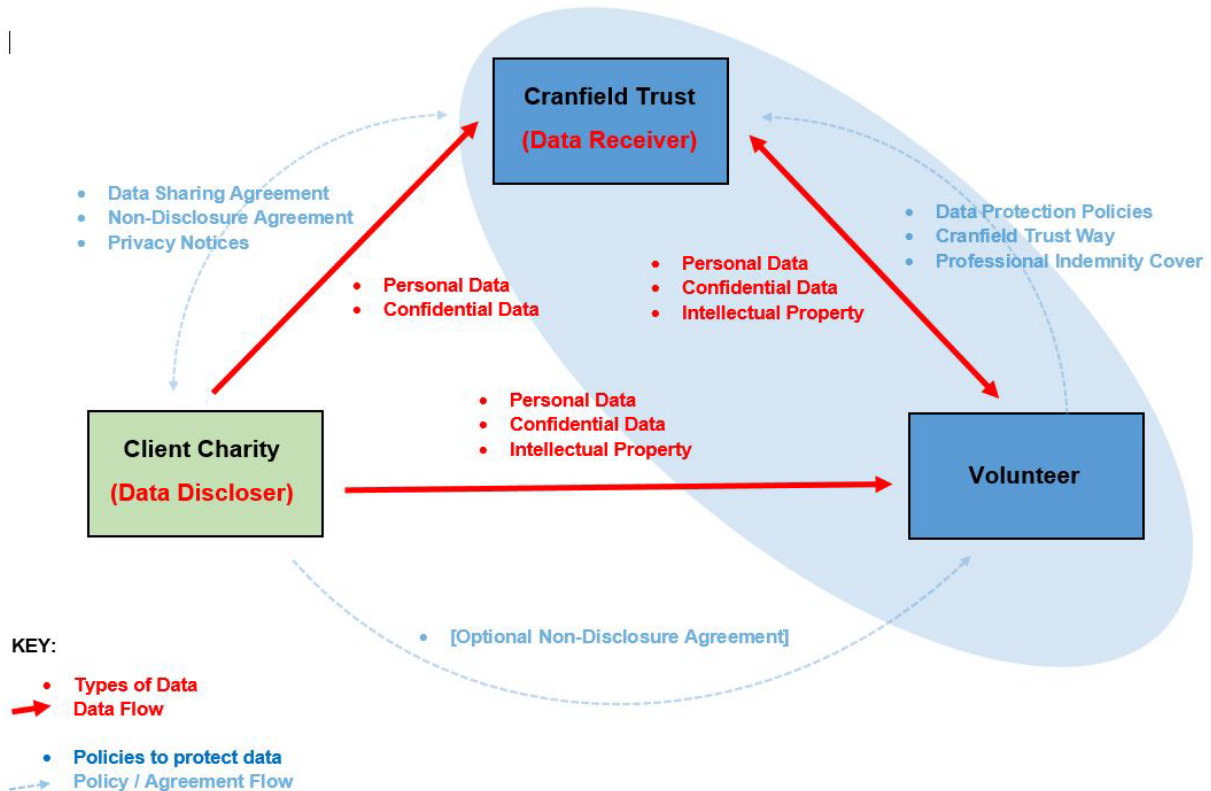 Cranfield Trust
(Data Receiver)
• Data Sharing Agreement
• Non-Disclosure Agreement
• Privacy Notices
• Data Protection Policies
• Cranfield Trust Way
• Professional Indemnity Cover
• Personal Data
• Confidential Data
• Personal Data
• Confidential Data
• Intellectual Property
• Personal Data
• Confidential Data
• Intellectual Property
Client Charity
(Data Discloser)
Volunteer
• [Optional Non-Disclosure Agreement]
KEY:
• Types of Data
Data Flow
• Policies to protect data
Policy / Agreement Flow